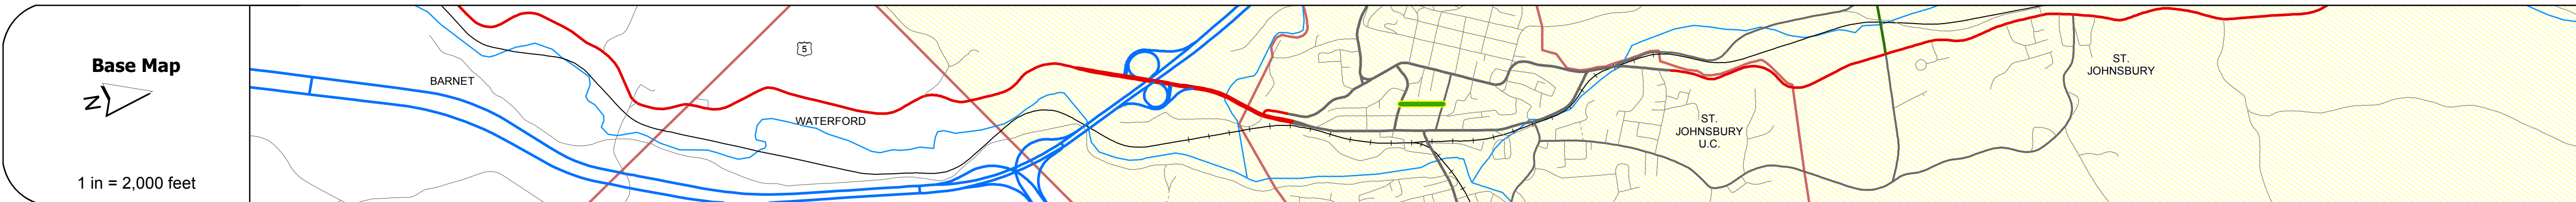 Base Map
N
1 in = 2,000 feet
BARNET
5
WATERFORD
ST.
JOHNSBURY
U.C.
ST.
JOHNSBURY